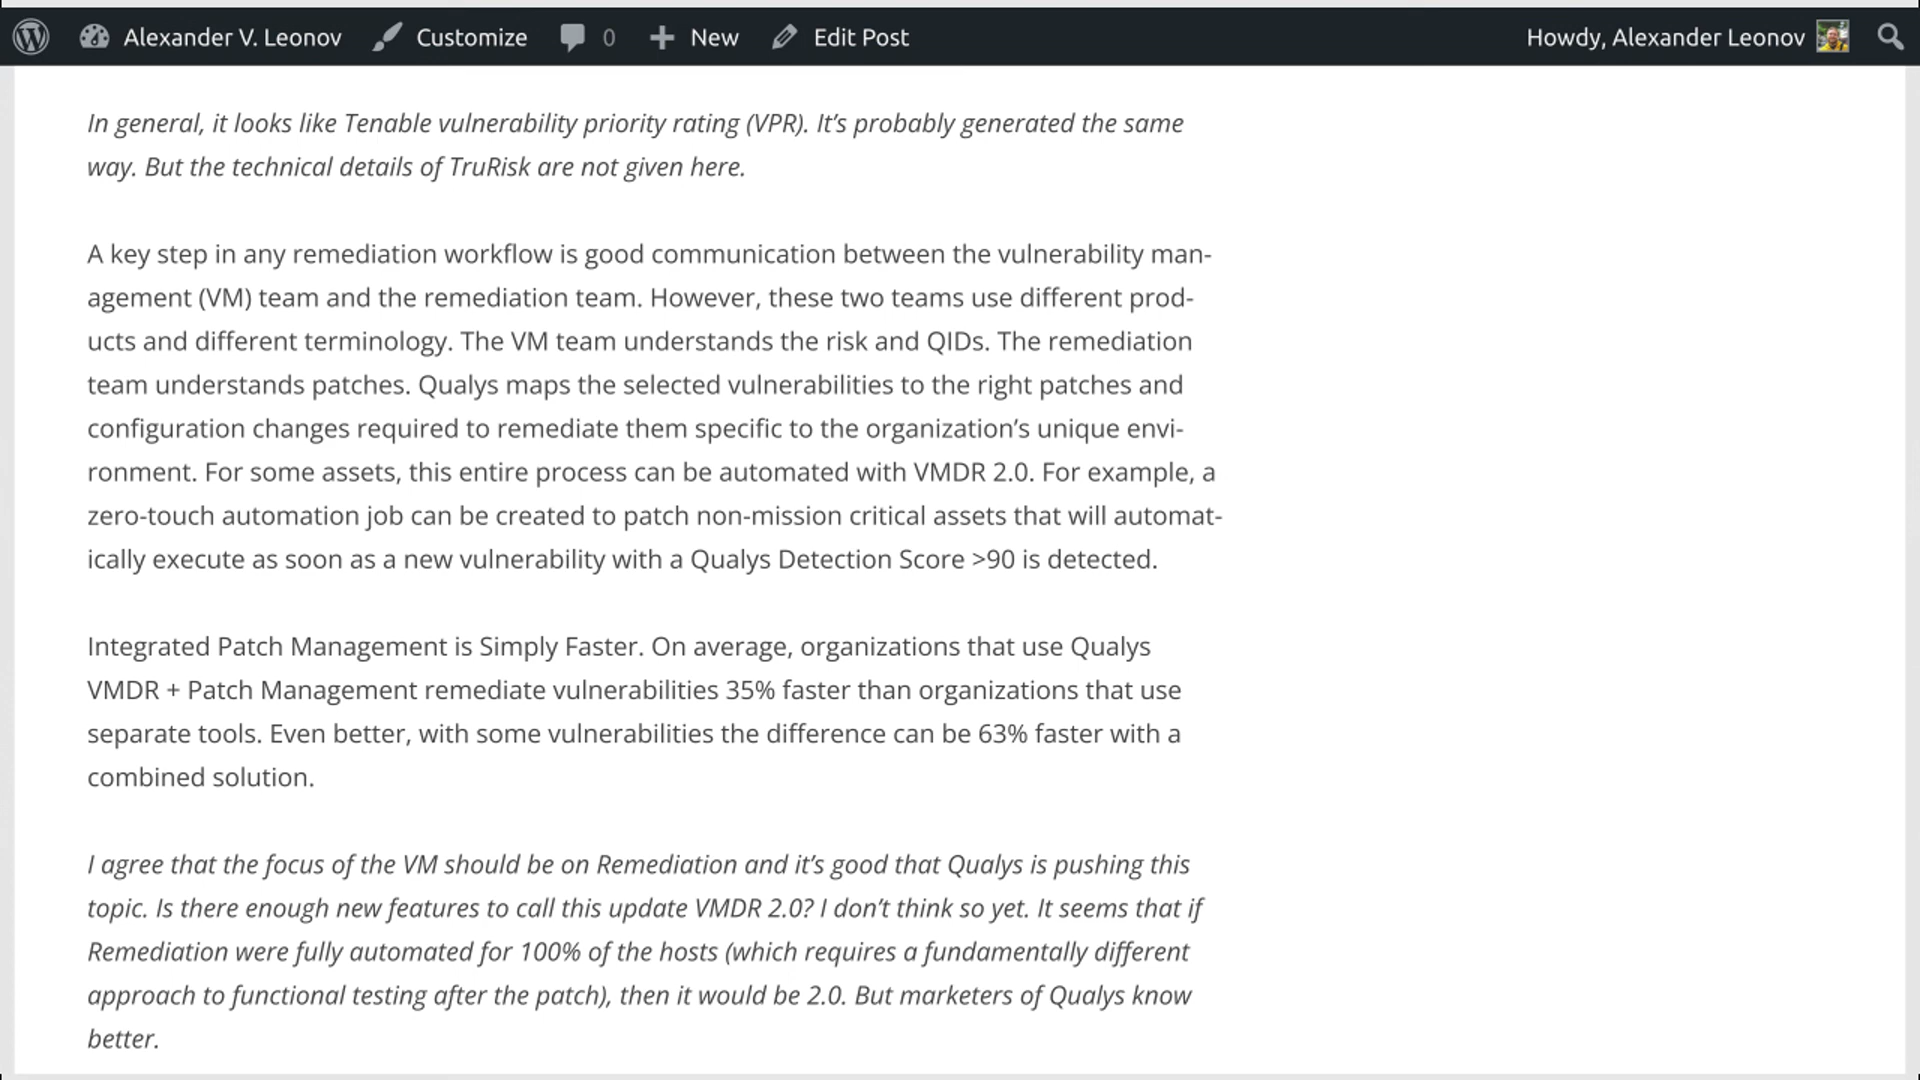 Alexander V. Leonov Customize 0 New Edit Post Howdy, Alexander Leonov
In general, it looks like Tenable vulnerability priority rating (VPR). It’s probably generated the same
way. But the technical details of TruRisk are not given here.
A key step in any remediation workflow is good communication between the vulnerability man-
agement (VM) team and the remediation team. However, these two teams use different prod-
ucts and different terminology. The VM team understands the risk and QIDs. The remediation
team understands patches. Qualys maps the selected vulnerabilities to the right patches and
configuration changes required to remediate them specific to the organization’s unique envi-
ronment. For some assets, this entire process can be automated with VMDR 2.0. For example, a
zero-touch automation job can be created to patch non-mission critical assets that will automat-
ically execute as soon as a new vulnerability with a Qualys Detection Score >90 is detected.
Integrated Patch Management is Simply Faster. On average, organizations that use Qualys
VMDR + Patch Management remediate vulnerabilities 35% faster than organizations that use
separate tools. Even better, with some vulnerabilities the difference can be 63% faster with a
combined solution.
I agree that the focus of the VM should be on Remediation and it’s good that Qualys is pushing this
topic. Is there enough new features to call this update VMDR 2.0? I don’t think so yet. It seems that if
Remediation were fully automated for 100% of the hosts (which requires a fundamentally different
approach to functional testing after the patch), then it would be 2.0. But marketers of Qualys know
better.